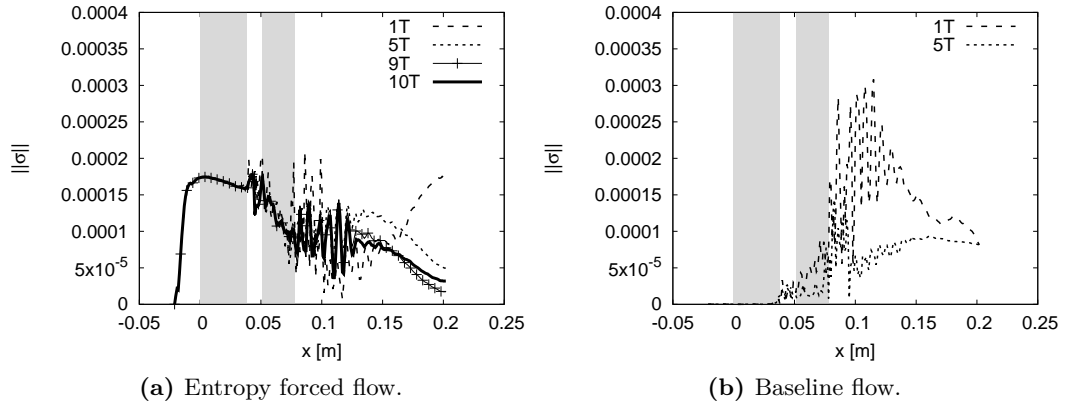 0.0004
0.00035
0.0003
0.00025
0.0002
0.00015
0.0001
5x10-5
0
||σ||
-0.05 0 0.05 0.1 0.15 0.2 0.25
x [m]
1T
5T
9T
10T
(a) Entropy forced flow.
0.0004
0.00035
0.0003
0.00025
0.0002
0.00015
0.0001
5x10-5
0
||σ||
-0.05 0 0.05 0.1 0.15 0.2 0.25
x [m]
1T
5T
(b) Baseline flow.